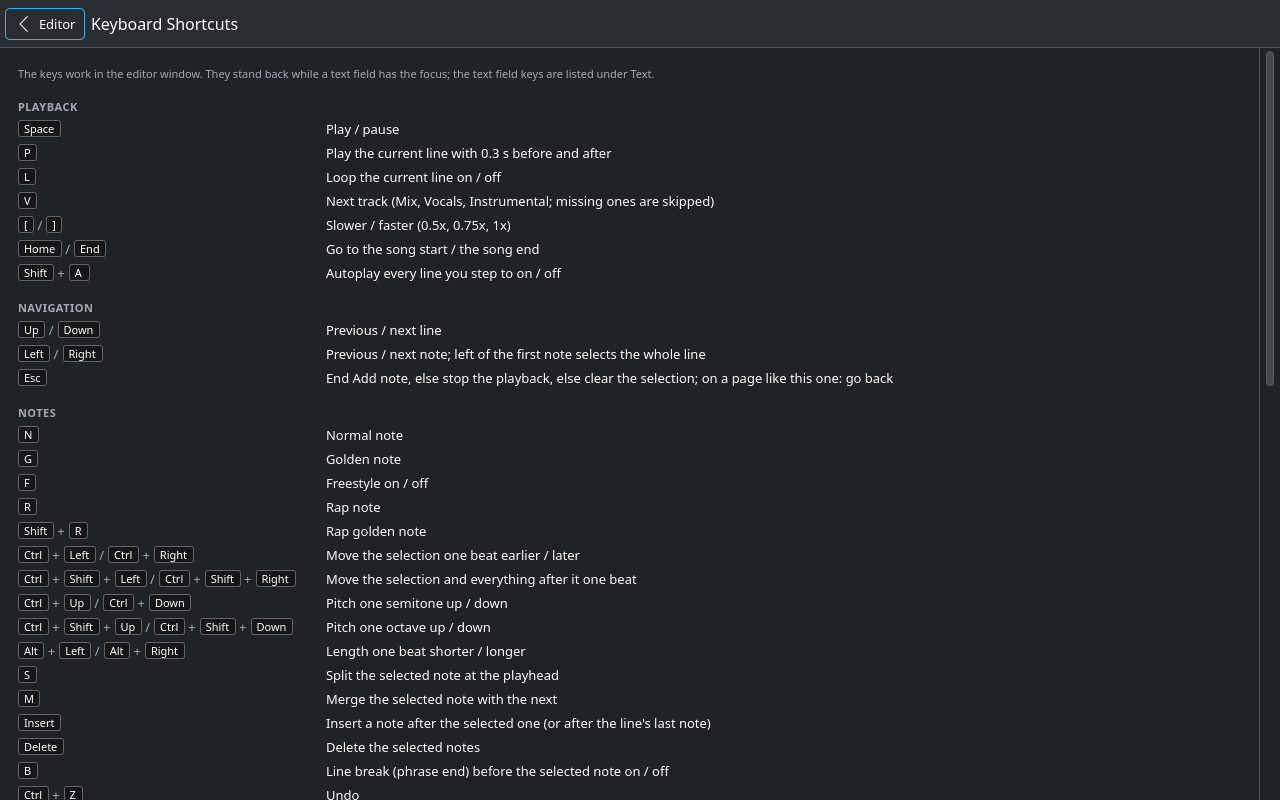 Editor Keyboard Shortcuts
The keys work in the editor window. They stand back while a text field has the focus; the text field keys are listed under Text.
PLAYBACK
Space Play / pause
P Play the current line with 0.3 s before and after
L Loop the current line on / off
V Next track (Mix, Vocals, Instrumental; missing ones are skipped)
[ / ] Slower / faster (0.5x, 0.75x, 1x)
Home / End Go to the song start / the song end
Shift + A Autoplay every line you step to on / off
NAVIGATION
Up / Down Previous / next line
Left / Right Previous / next note; left of the first note selects the whole line
Esc End Add note, else stop the playback, else clear the selection; on a page like this one: go back
NOTES
N Normal note
G Golden note
F Freestyle on / off
R Rap note
Shift + R Rap golden note
Ctrl + Left / Ctrl + Right Move the selection one beat earlier / later
Ctrl + Shift + Left / Ctrl + Shift + Right Move the selection and everything after it one beat
Ctrl + Up / Ctrl + Down Pitch one semitone up / down
Ctrl + Shift + Up / Ctrl + Shift + Down Pitch one octave up / down
Alt + Left / Alt + Right Length one beat shorter / longer
S Split the selected note at the playhead
M Merge the selected note with the next
Insert Insert a note after the selected one (or after the line's last note)
Delete Delete the selected notes
B Line break (phrase end) before the selected note on / off
Ctrl + Z Undo